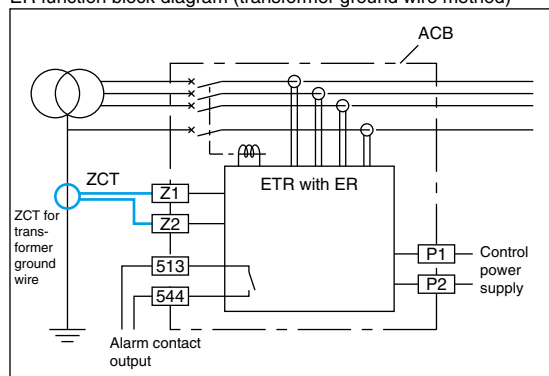 ER function block diagram (transformer ground wire method)
ACB
ZCT
ETR with ER
Z1
Z2
ZCT for
trans-
former
ground
wire
513
544
P1
P2
Control
power
supply
Alarm contact
output